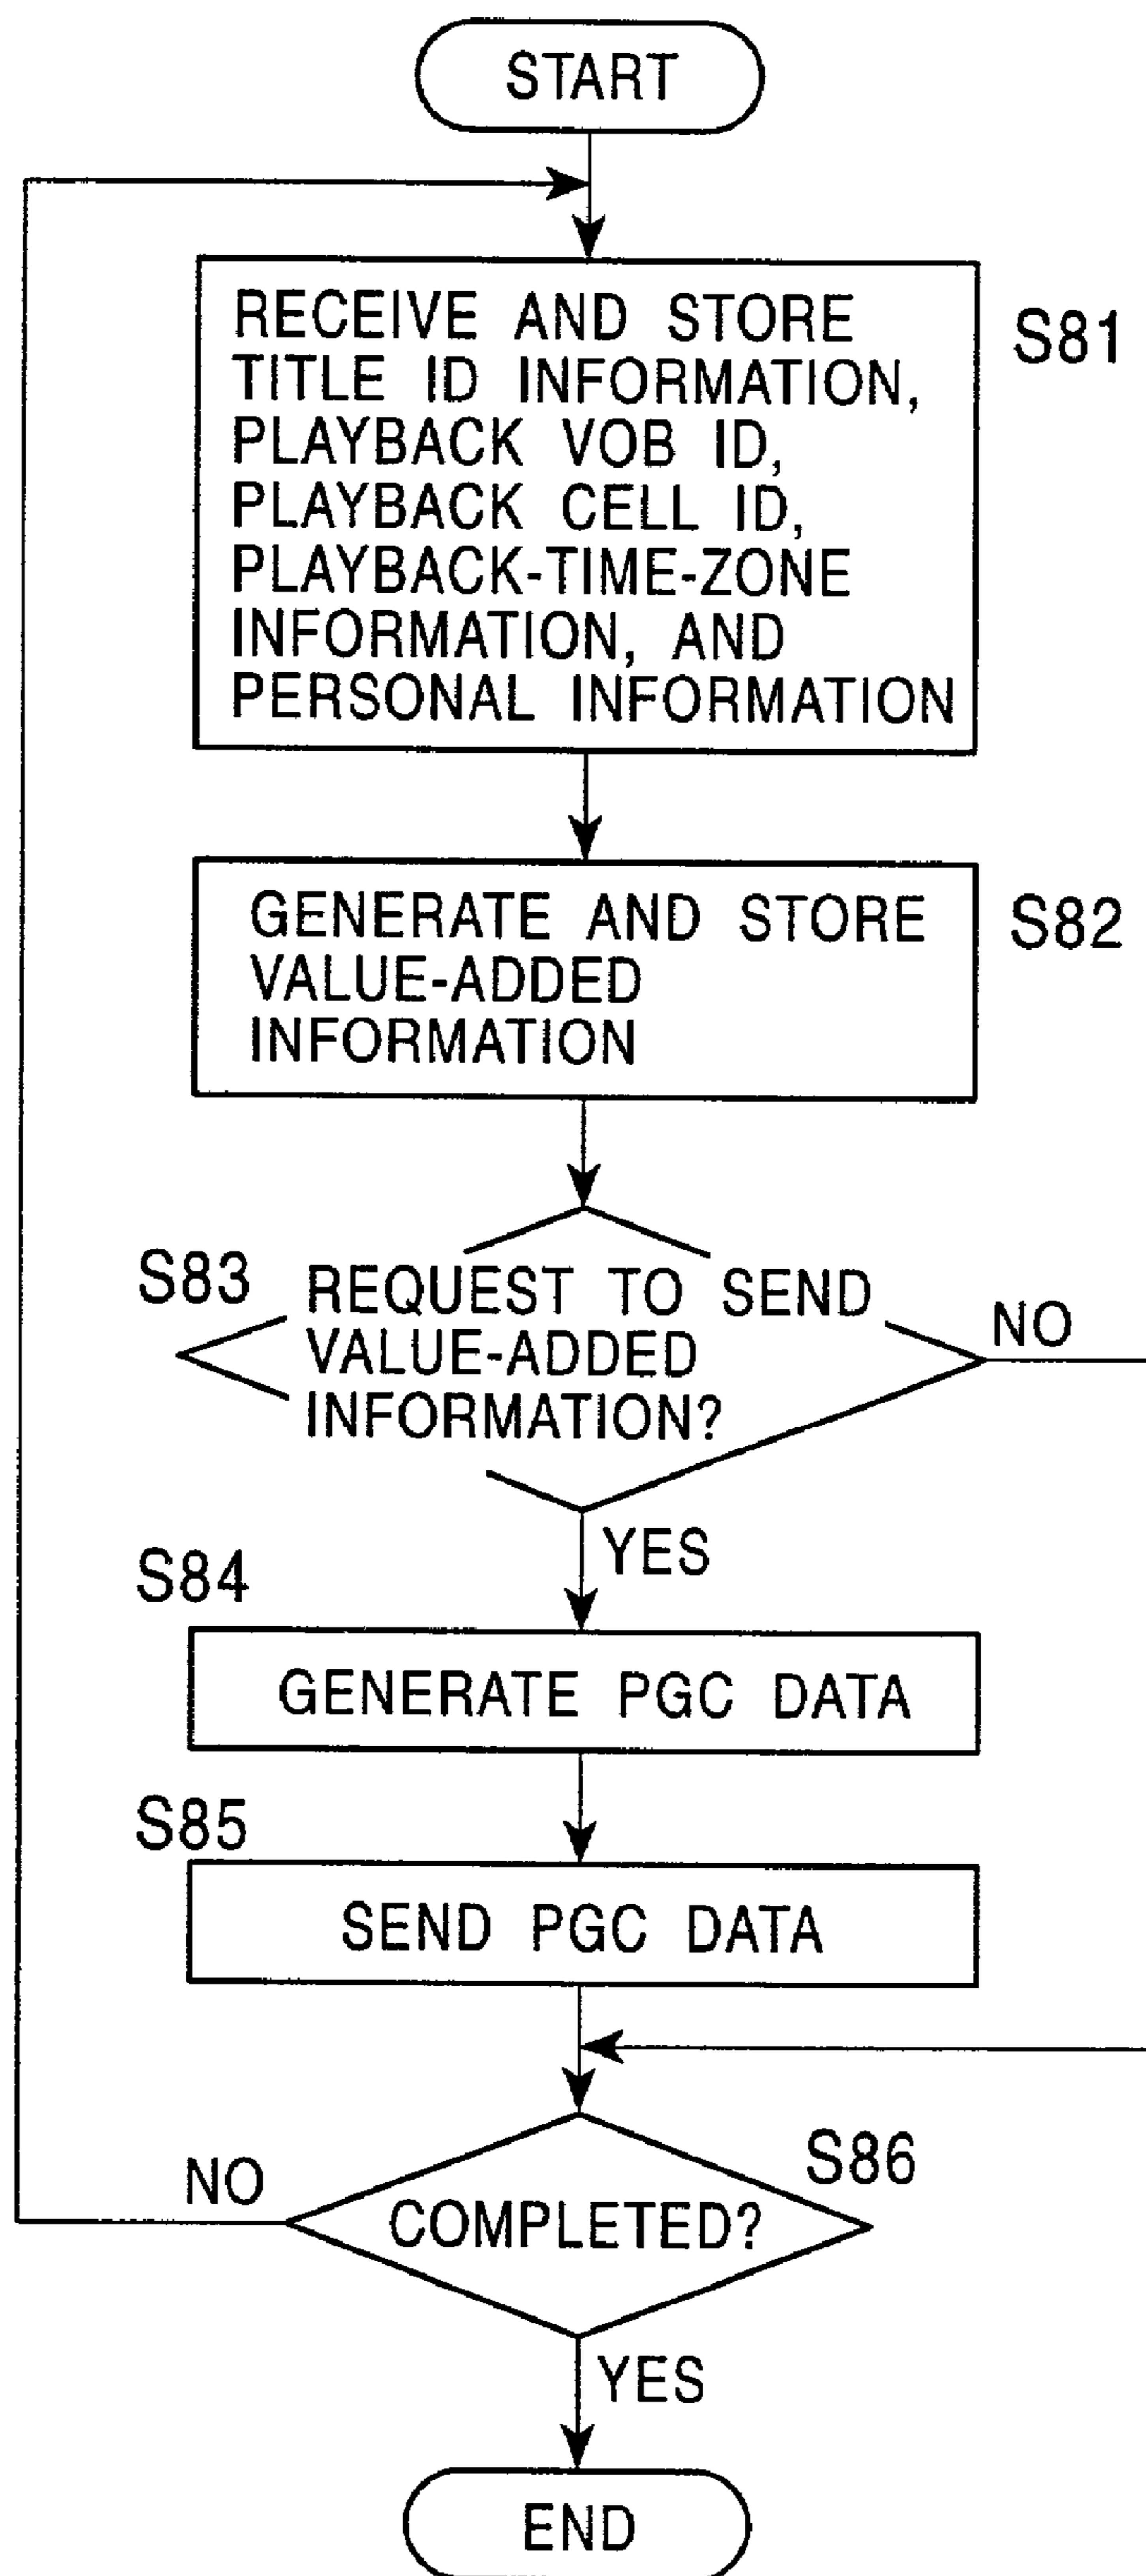 START
RECEIVE AND STORE
TITLE ID INFORMATION,
PLAYBACK VOB ID,
PLAYBACK CELL ID,
PLAYBACK-TIME-ZONE
INFORMATION, AND
PERSONAL INFORMATION
S81
GENERATE AND STORE
VALUE-ADDED
INFORMATION
S82
S83
REQUEST TO SEND
VALUE-ADDED
INFORMATION?
NO
YES
S84
GENERATE PGC DATA
S85
SEND PGC DATA
S86
NO
COMPLETED?
YES
END